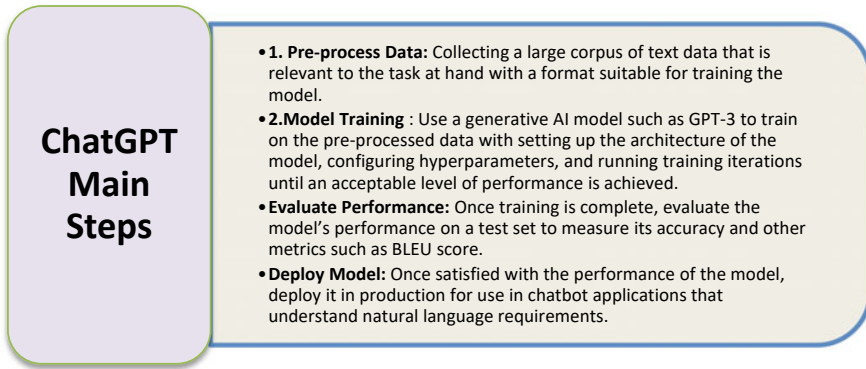 ChatGPT
Main
Steps
•1. Pre-process Data: Collecting a large corpus of text data that is
relevant to the task at hand with a format suitable for training the
model.
•2.Model Training : Use a generative AI model such as GPT-3 to train
on the pre-processed data with setting up the architecture of the
model, configuring hyperparameters, and running training iterations
until an acceptable level of performance is achieved.
•Evaluate Performance: Once training is complete, evaluate the
model’s performance on a test set to measure its accuracy and other
metrics such as BLEU score.
•Deploy Model: Once satisfied with the performance of the model,
deploy it in production for use in chatbot applications that
understand natural language requirements.